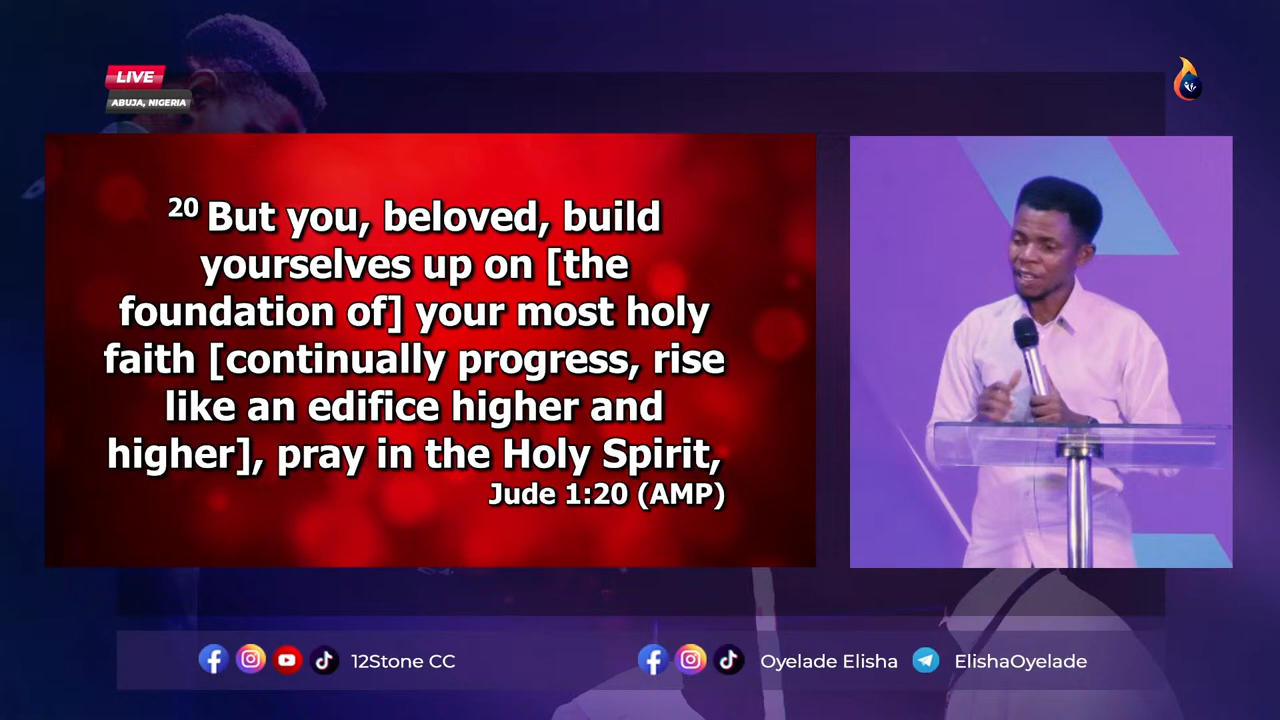 LIVE
ABUJA, NIGERIA
20 But you, beloved, build
yourselves up on [the
foundation of] your most holy
faith [continually progress, rise
like an edifice higher and
higher], pray in the Holy Spirit,
Jude 1:20 (AMP)
12Stone CC
Oyelade Elisha
ElishaOyelade